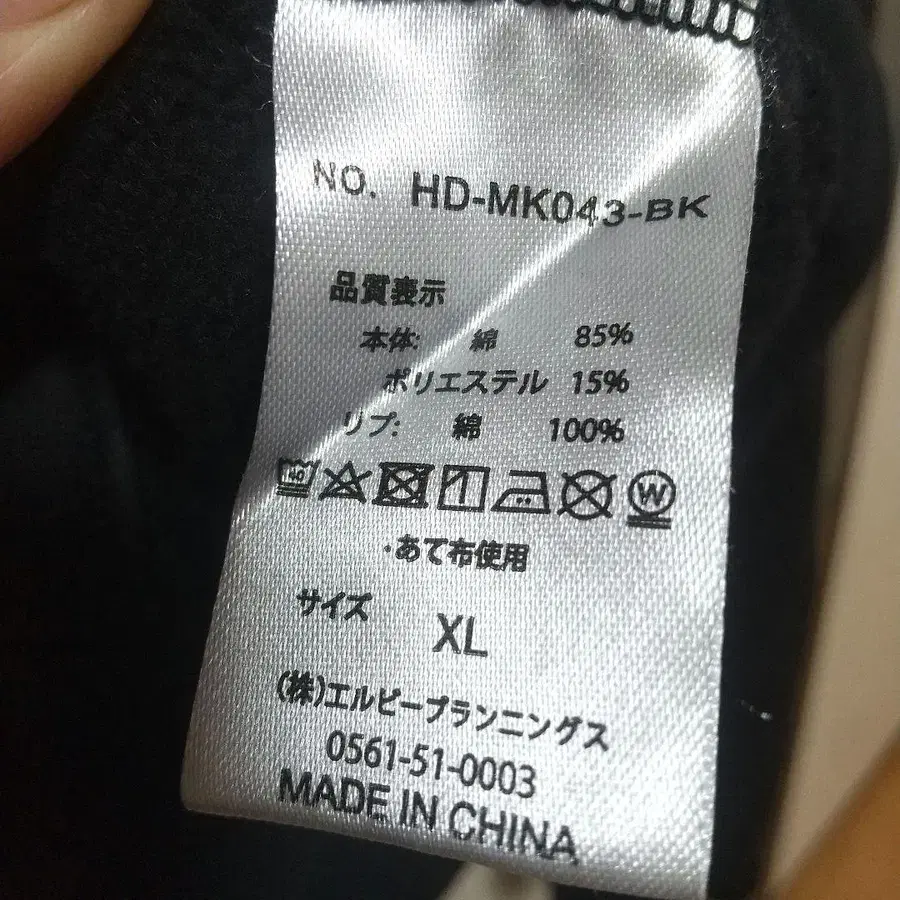 NO. HD-MK043-BK
品質表示
本体: 綿 85%
ポリエステル 15%
リブ: 綿 100%
40
W
·あて布使用
サイズ XL
(株)エルピープランニングス
0561-51-0003
MADE IN CHINA